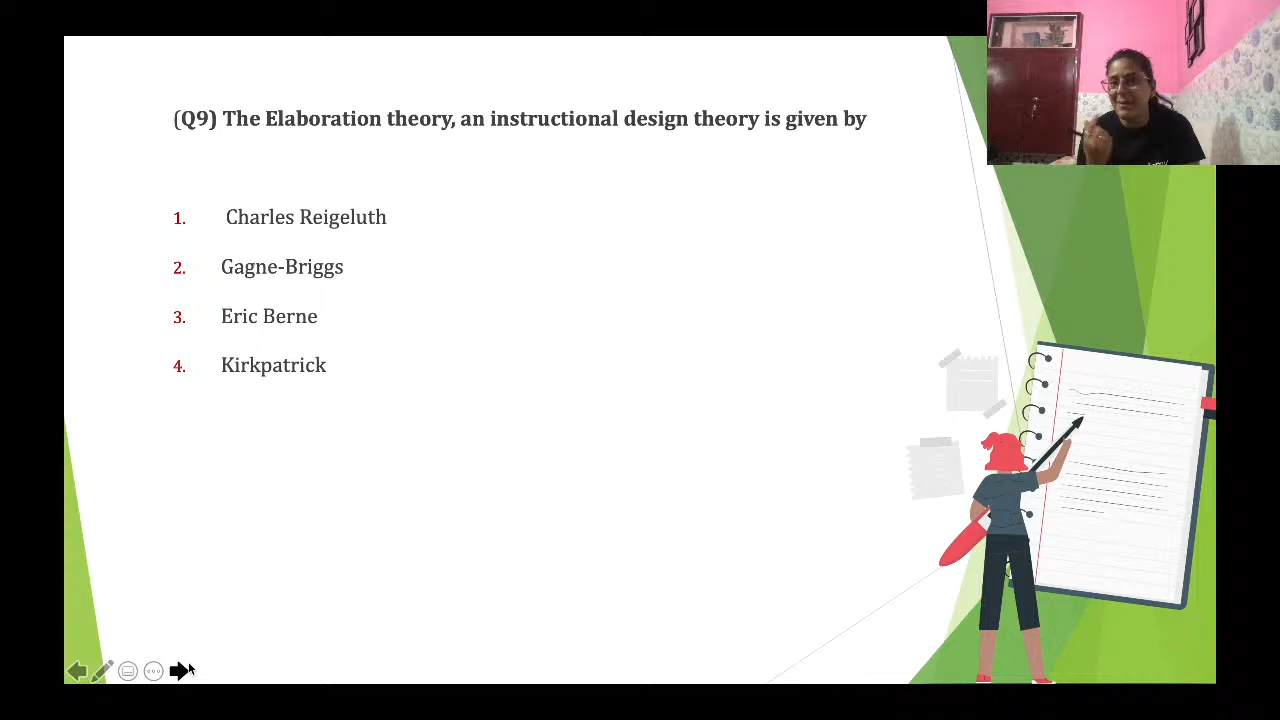 (Q9) The Elaboration theory, an instructional design theory is given by
1. Charles Reigeluth
2. Gagne-Briggs
3. Eric Berne
4. Kirkpatrick